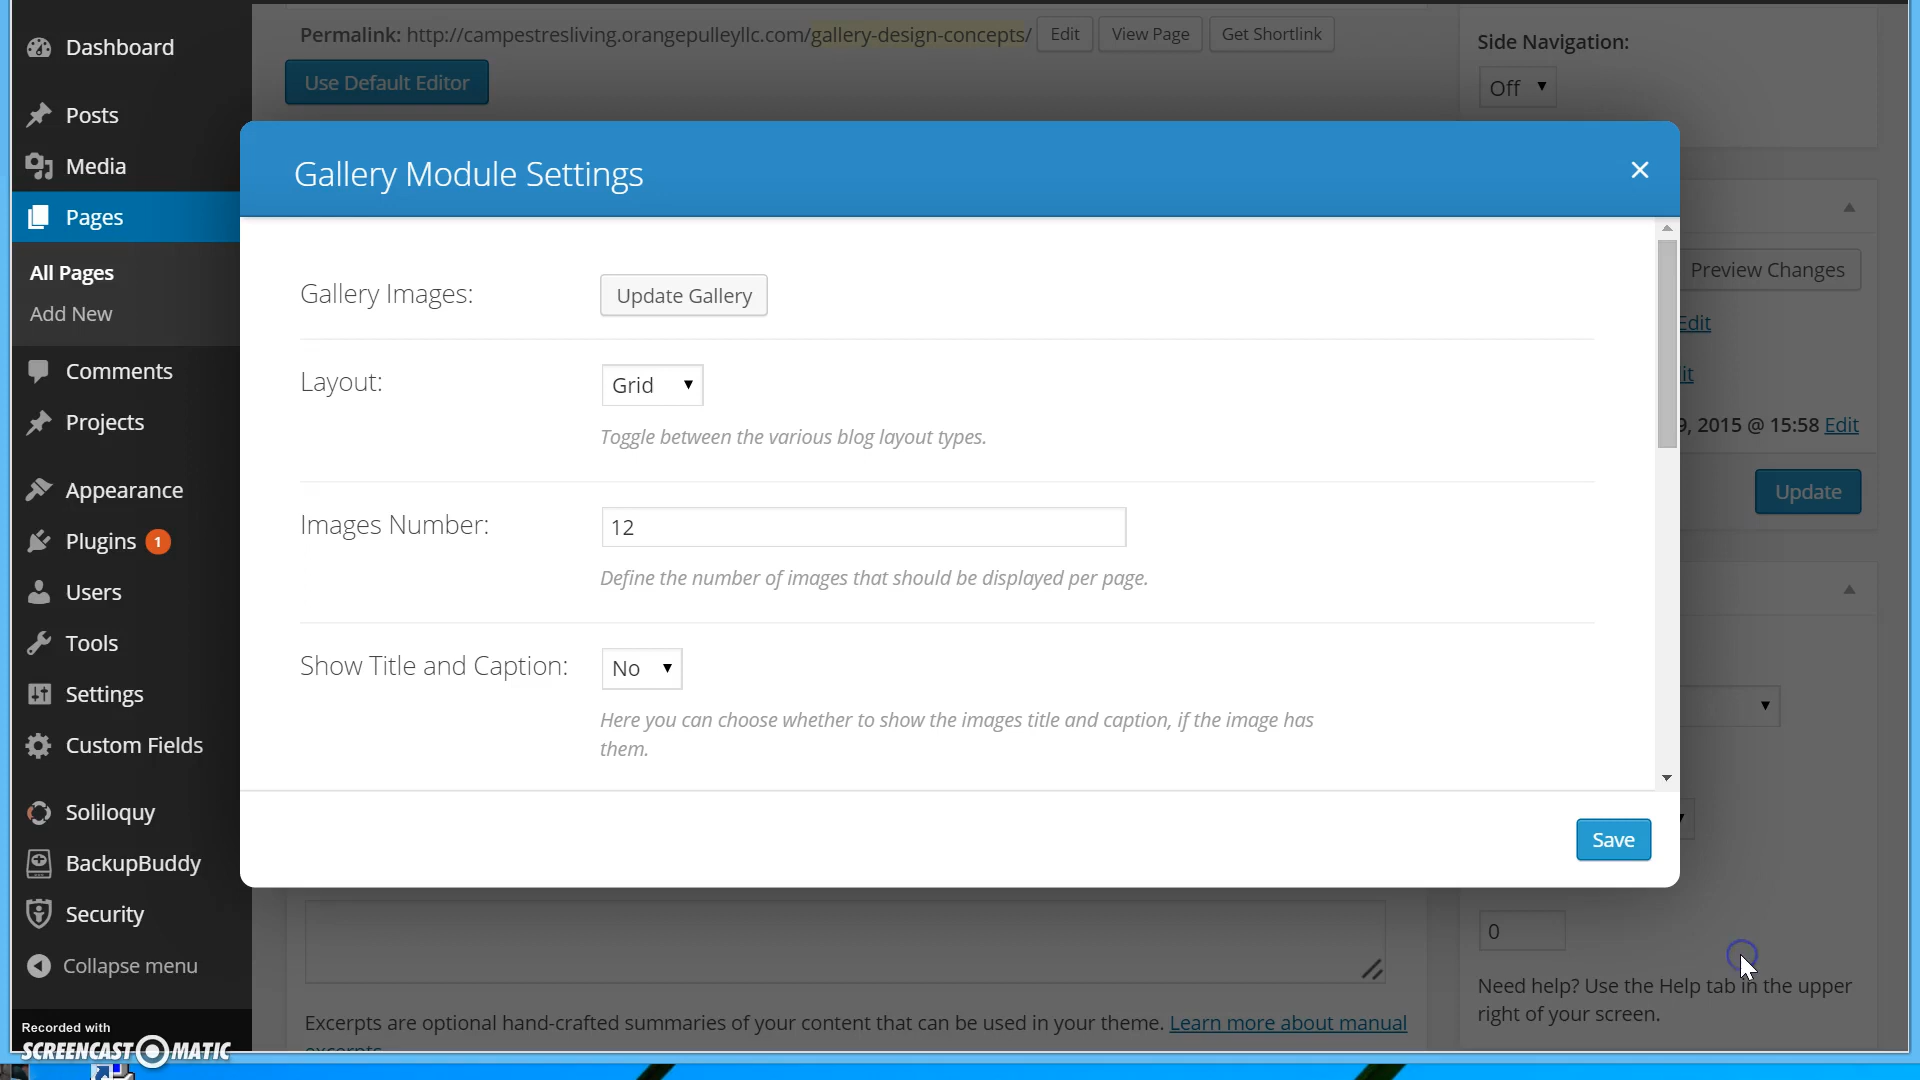 Dashboard
Posts
Media
Pages
All Pages
Add New
Comments
Projects
Appearance
Plugins 1
Users
Tools
Settings
Custom Fields
Soliloquy
BackupBuddy
Security
Collapse menu
Recorded with
SCREENCAST-O-MATIC
Permalink: http://campestresliving.orangepulleyllc.com/gallery-design-concepts/ Edit View Page Get Shortlink
Use Default Editor
Side Navigation:
Off
Gallery Module Settings
Gallery Images: Update Gallery
Layout: Grid
Toggle between the various blog layout types.
Images Number: 12
Define the number of images that should be displayed per page.
Show Title and Caption: No
Here you can choose whether to show the images title and caption, if the image has
them.
Save
Preview Changes
Edit
9, 2015 @ 15:58 Edit
Update
0
Need help? Use the Help tab in the upper
right of your screen.
Excerpts are optional hand-crafted summaries of your content that can be used in your theme. Learn more about manual